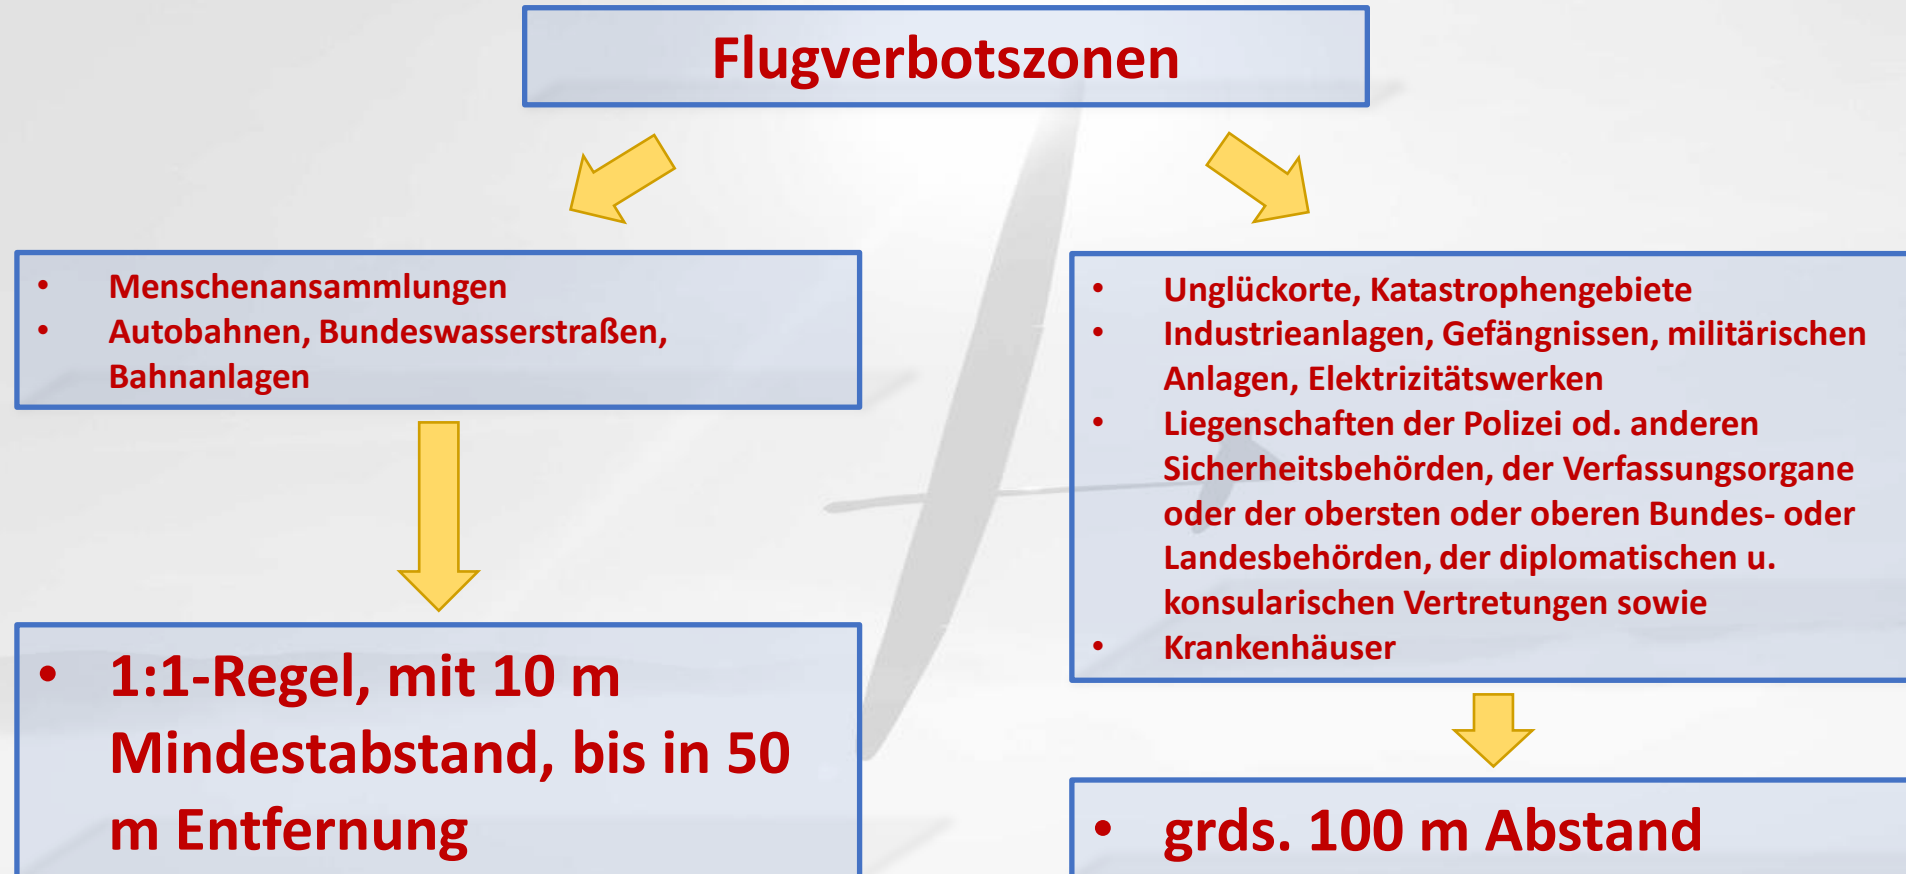 Flugverbotszonen
• Menschenansammlungen
• Autobahnen, Bundeswasserstraßen,
Bahnanlagen
• 1:1-Regel, mit 10 m
Mindestabstand, bis in 50
m Entfernung
• Unglückorte, Katastrophengebiete
• Industrieanlagen, Gefängnissen, militärischen
Anlagen, Elektrizitätswerken
• Liegenschaften der Polizei od. anderen
Sicherheitsbehörden, der Verfassungsorgane
oder der obersten oder oberen Bundes- oder
Landesbehörden, der diplomatischen u.
konsularischen Vertretungen sowie
• Krankenhäuser
• grds. 100 m Abstand